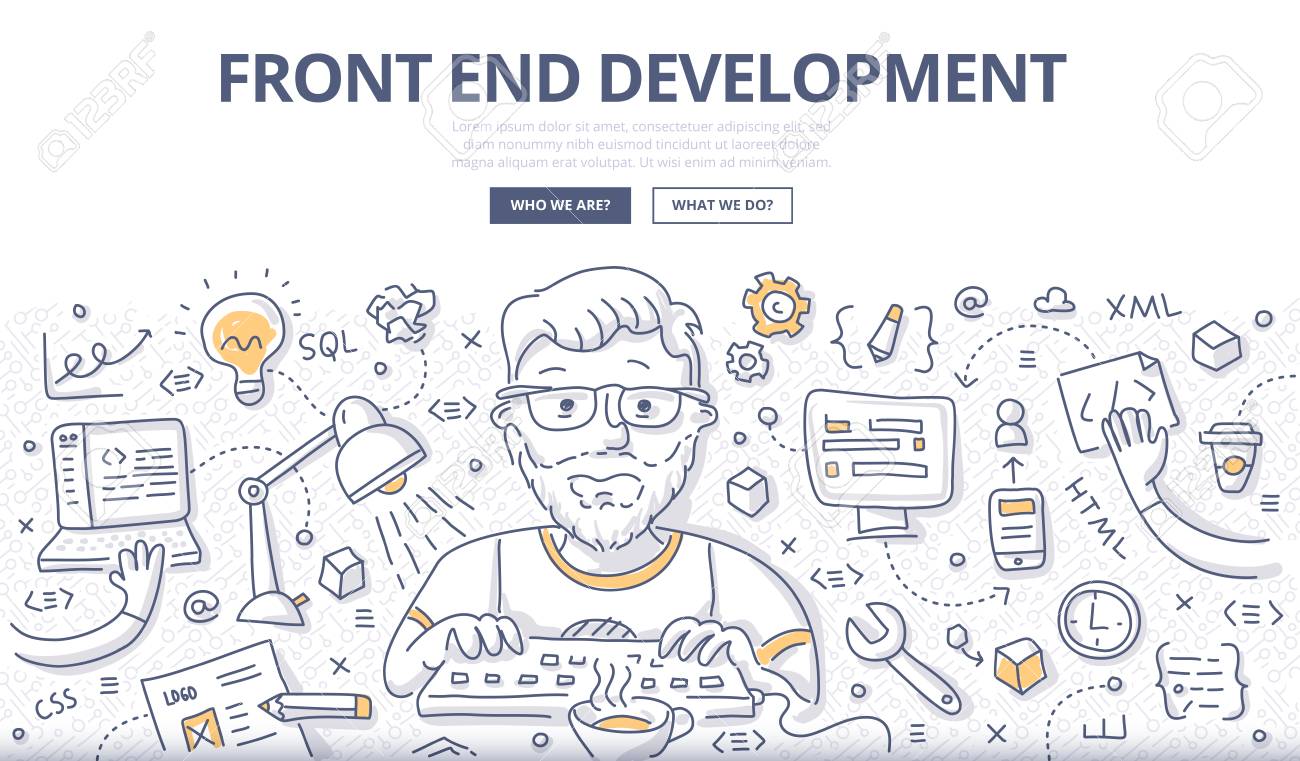 FRONT END DEVELOPMENT
Lorem ipsum dolor sit amet, consectetuer adipiscing elit, sed
diam nonummy nibh euismod tincidunt ut laoreet dolore
magna aliquam erat volutpat. Ut wisi enim ad minim veniam.
WHO WE ARE? WHAT WE DO?
123RF
123RF
SQL
XML
HTML
CSS
LOGO